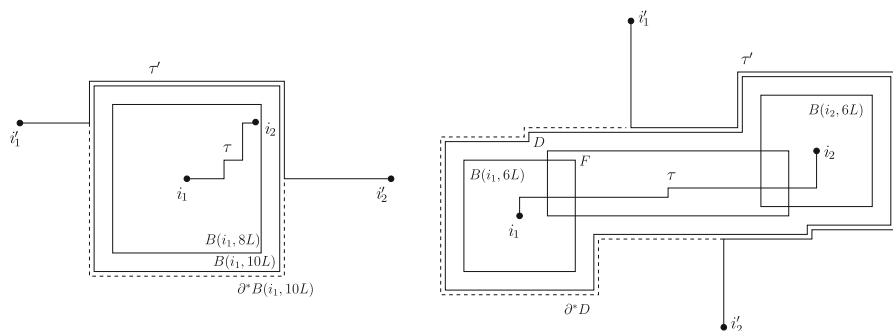 τ′
i′₁
i₂
τ
i₁
i′₂
B(i₁, 8L)
B(i₁, 10L)
∂*B(i₁, 10L)
i′₁
τ′
B(i₂, 6L)
D
F
i₂
B(i₁, 6L)
τ
i₁
∂*D
i′₂